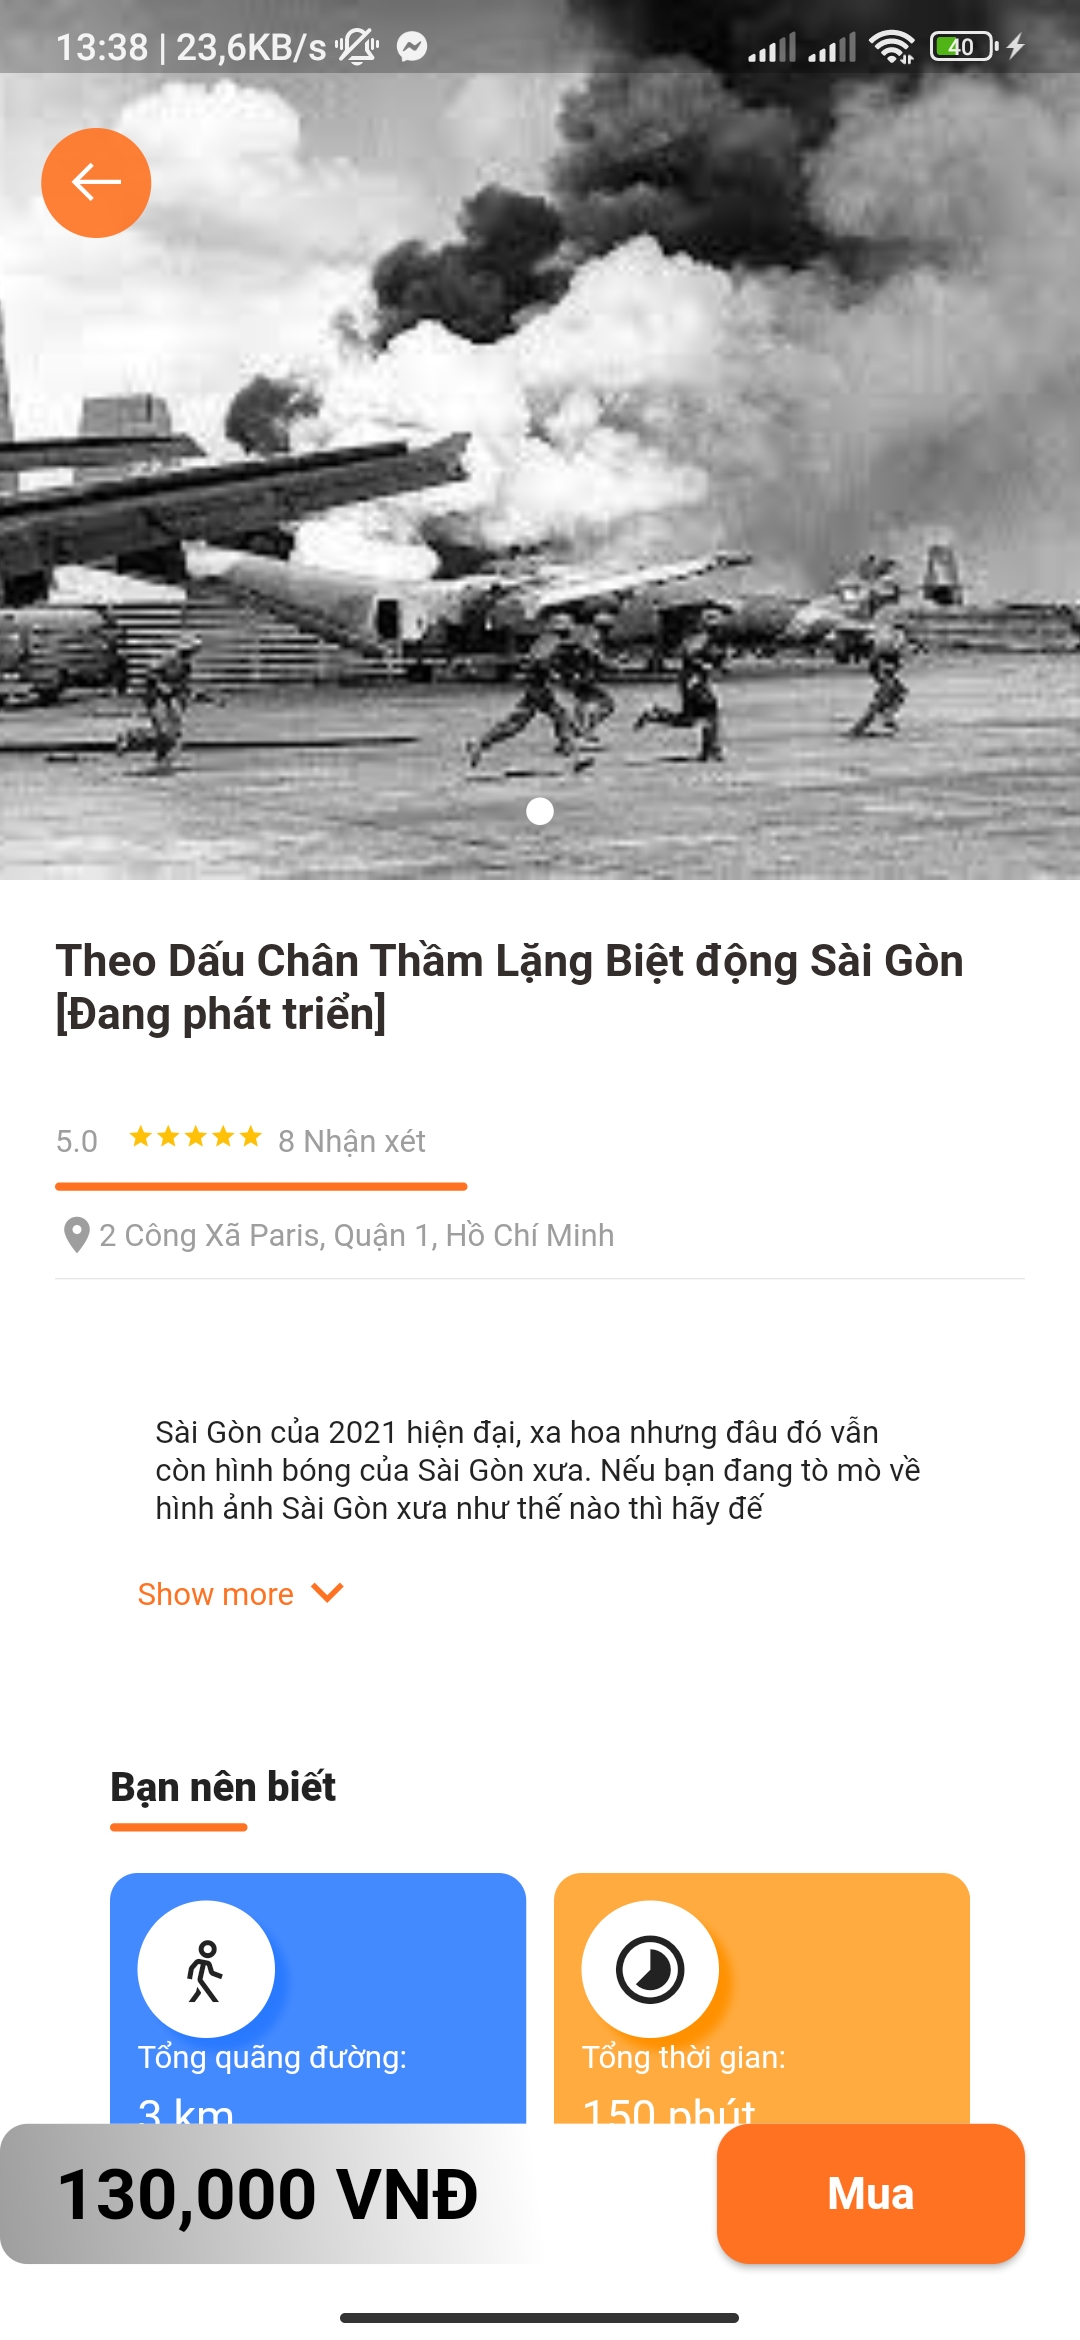 13:38 | 23,6KB/s
40
Theo Dấu Chân Thầm Lặng Biệt động Sài Gòn
[Đang phát triển]
5.0 8 Nhận xét
2 Công Xã Paris, Quận 1, Hồ Chí Minh
Sài Gòn của 2021 hiện đại, xa hoa nhưng đâu đó vẫn
còn hình bóng của Sài Gòn xưa. Nếu bạn đang tò mò về
hình ảnh Sài Gòn xưa như thế nào thì hãy để
Show more
Bạn nên biết
Tổng quãng đường:
3 km
Tổng thời gian:
150 phút
130,000 VNĐ
Mua